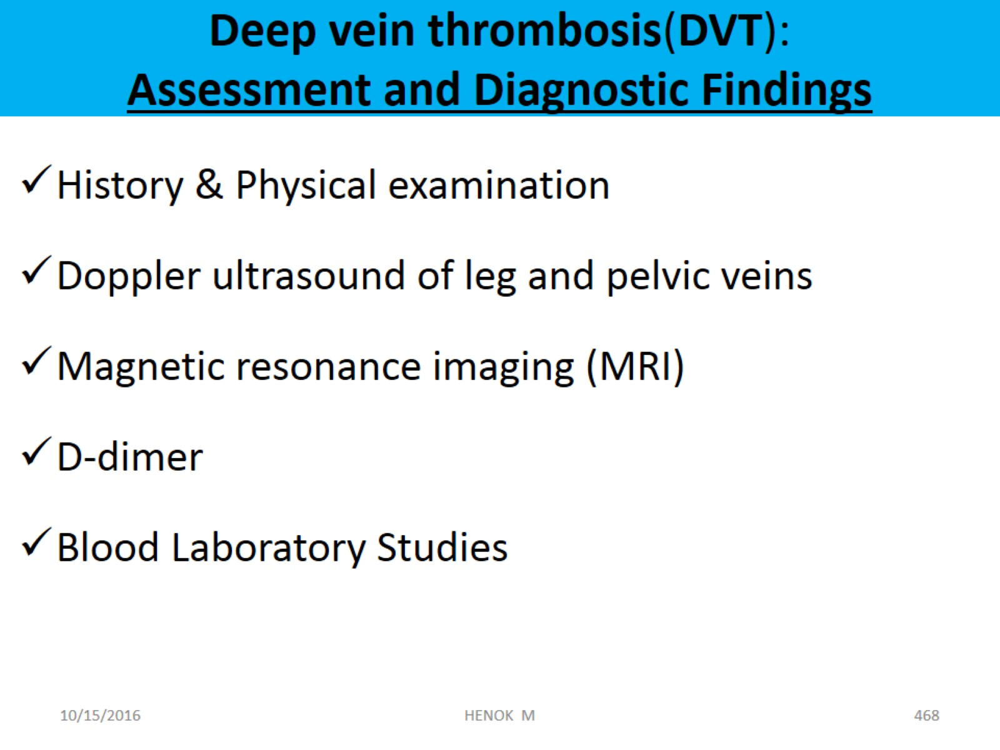 Deep vein thrombosis(DVT):
Assessment and Diagnostic Findings
✓History & Physical examination
✓Doppler ultrasound of leg and pelvic veins
✓Magnetic resonance imaging (MRI)
✓D-dimer
✓Blood Laboratory Studies
10/15/2016 HENOK M 468